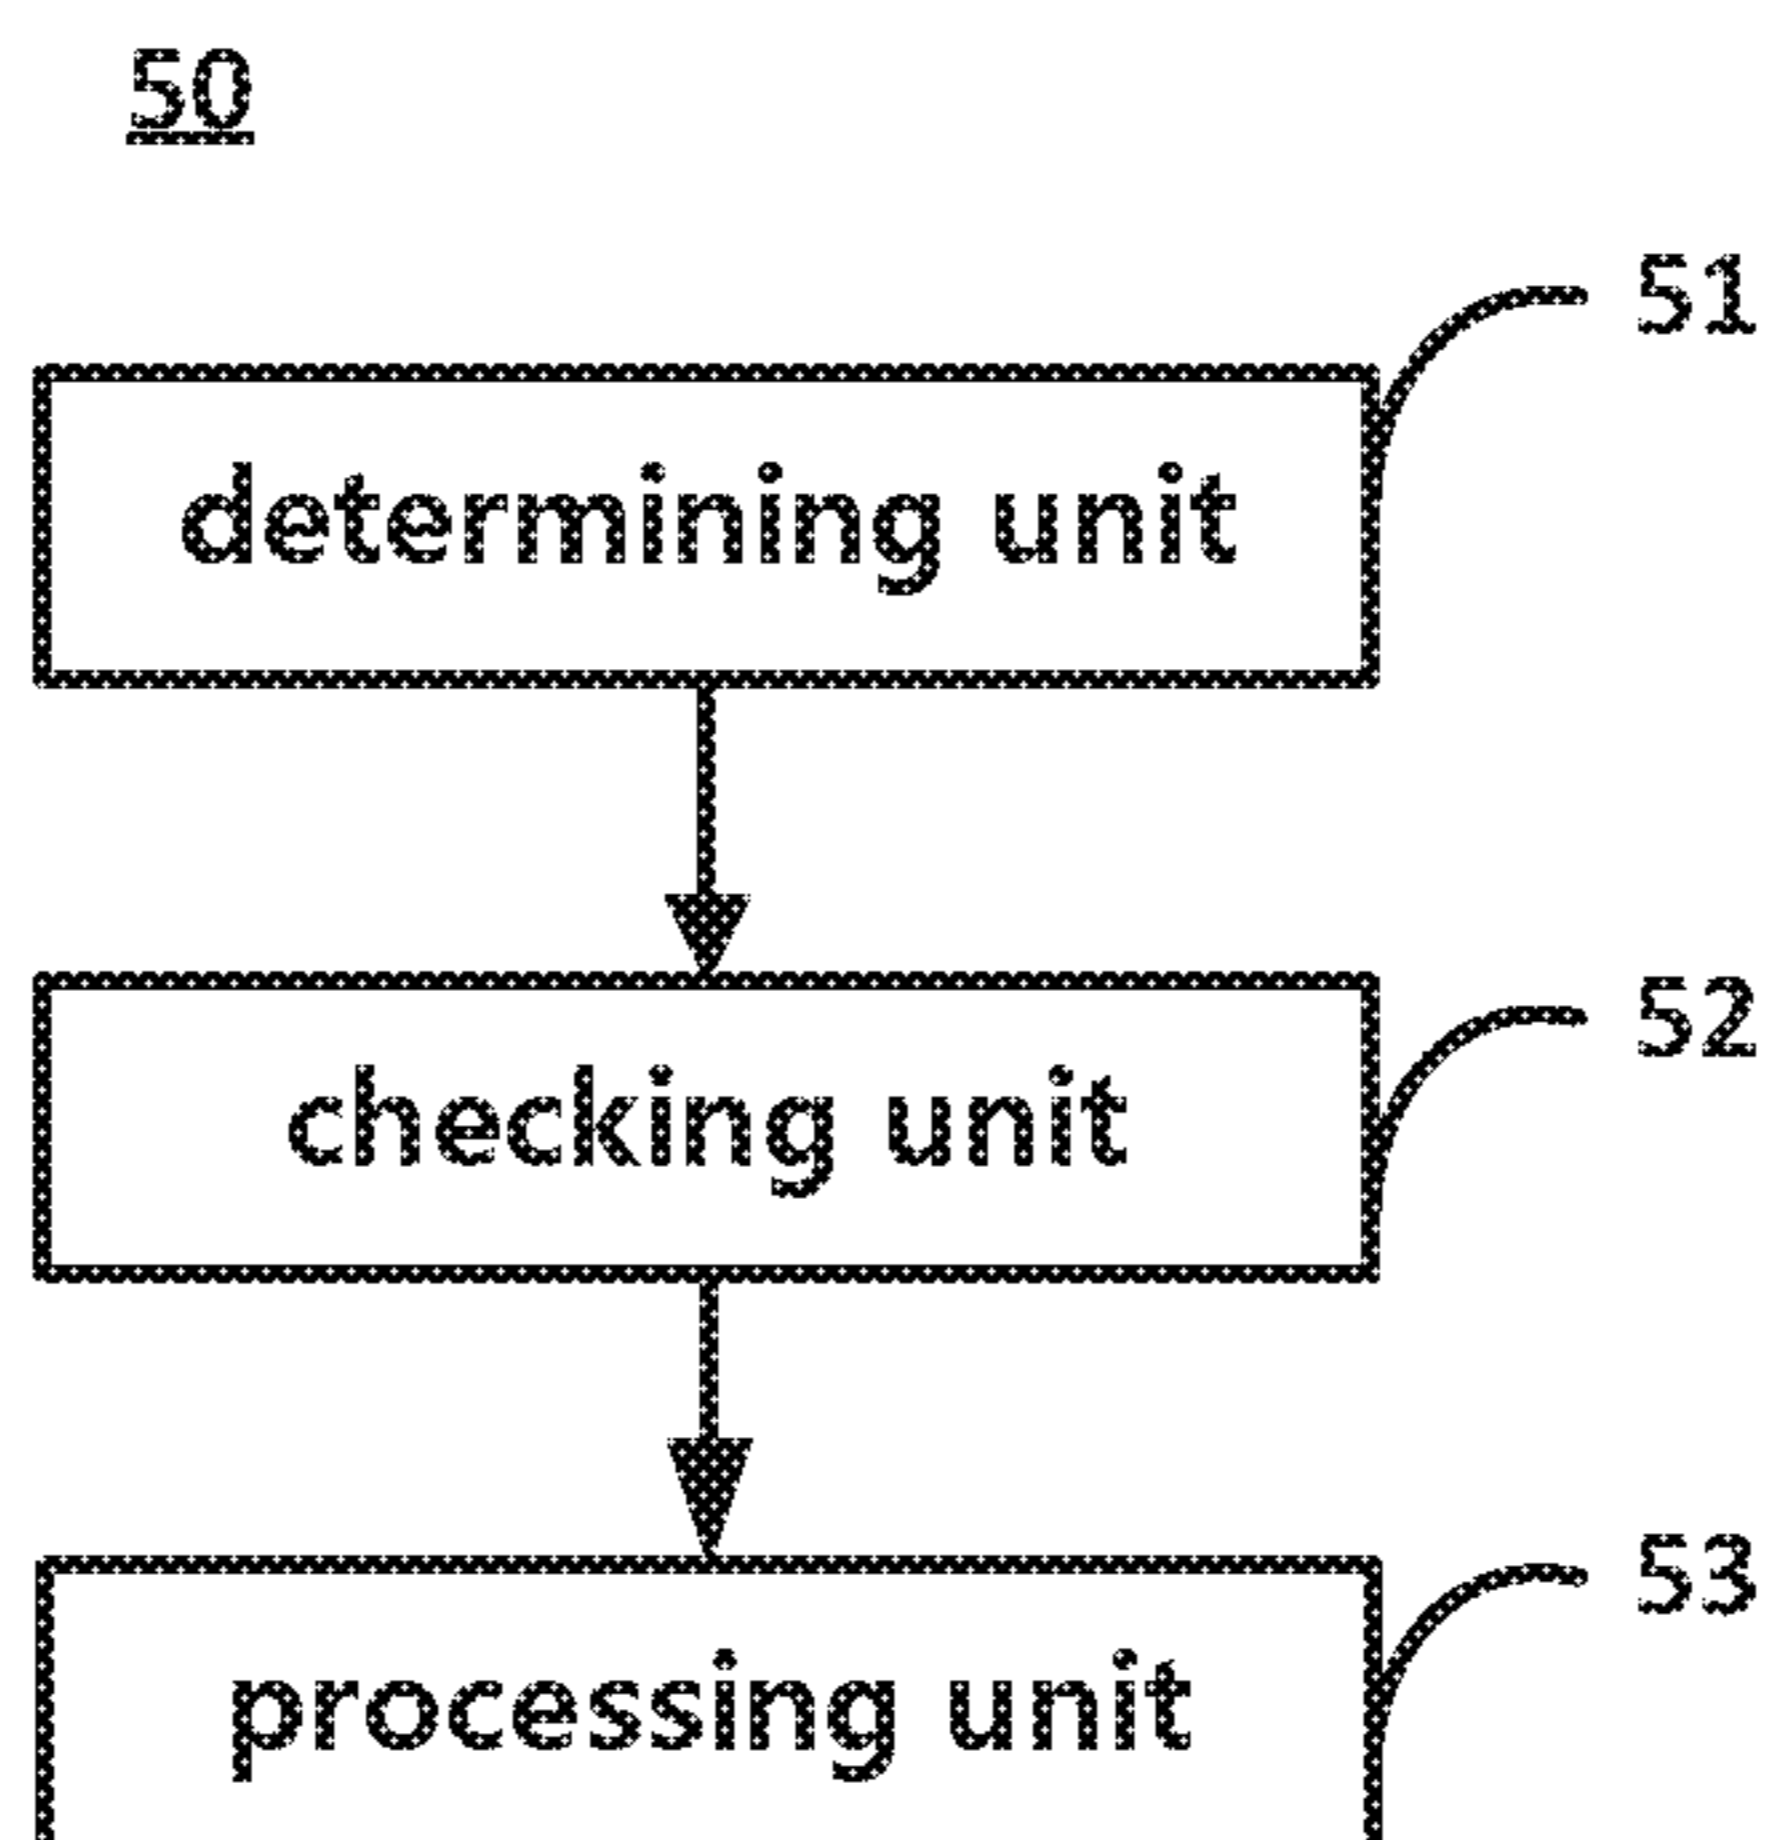 50
51
determining unit
52
checking unit
53
processing unit